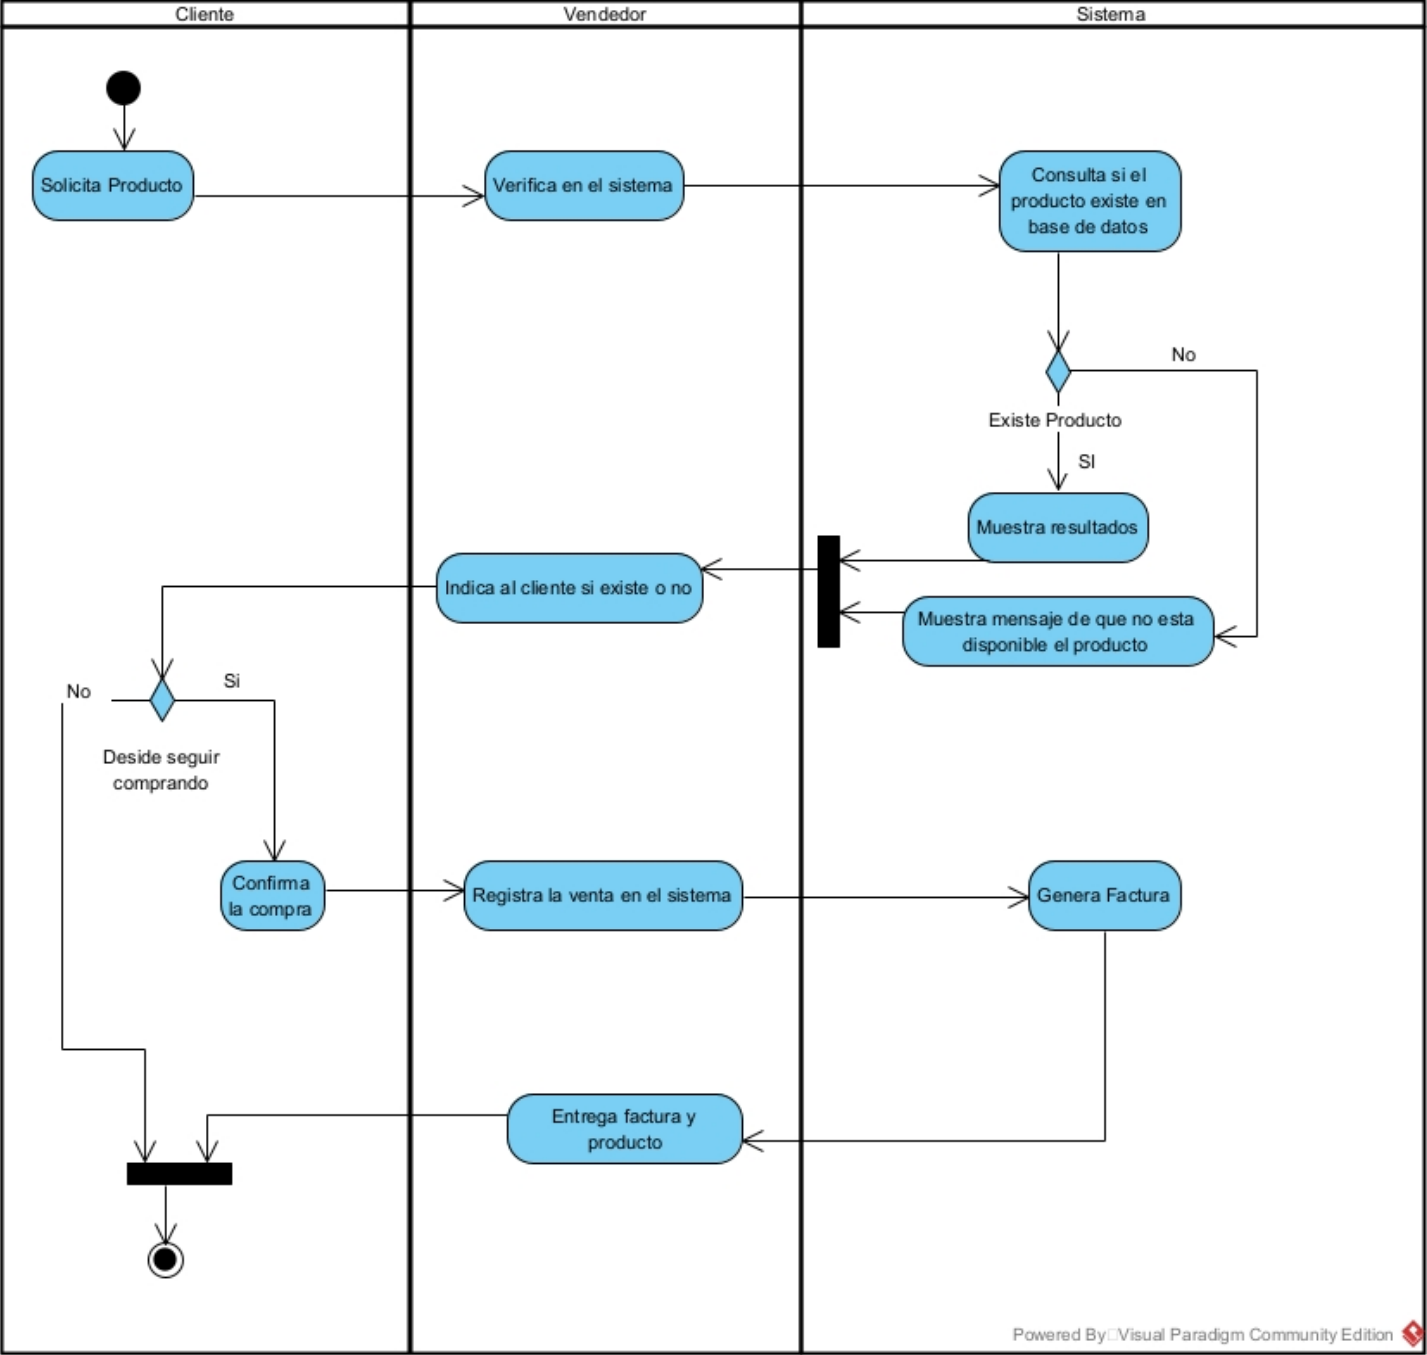 Cliente
Vendedor
Sistema
Solicita Producto
Verifica en el sistema
Consulta si el
producto existe en
base de datos
No
Existe Producto
SI
Muestra resultados
Indica al cliente si existe o no
Muestra mensaje de que no esta
disponible el producto
No
Si
Deside seguir
comprando
Confirma
la compra
Registra la venta en el sistema
Genera Factura
Entrega factura y
producto
Powered By Visual Paradigm Community Edition